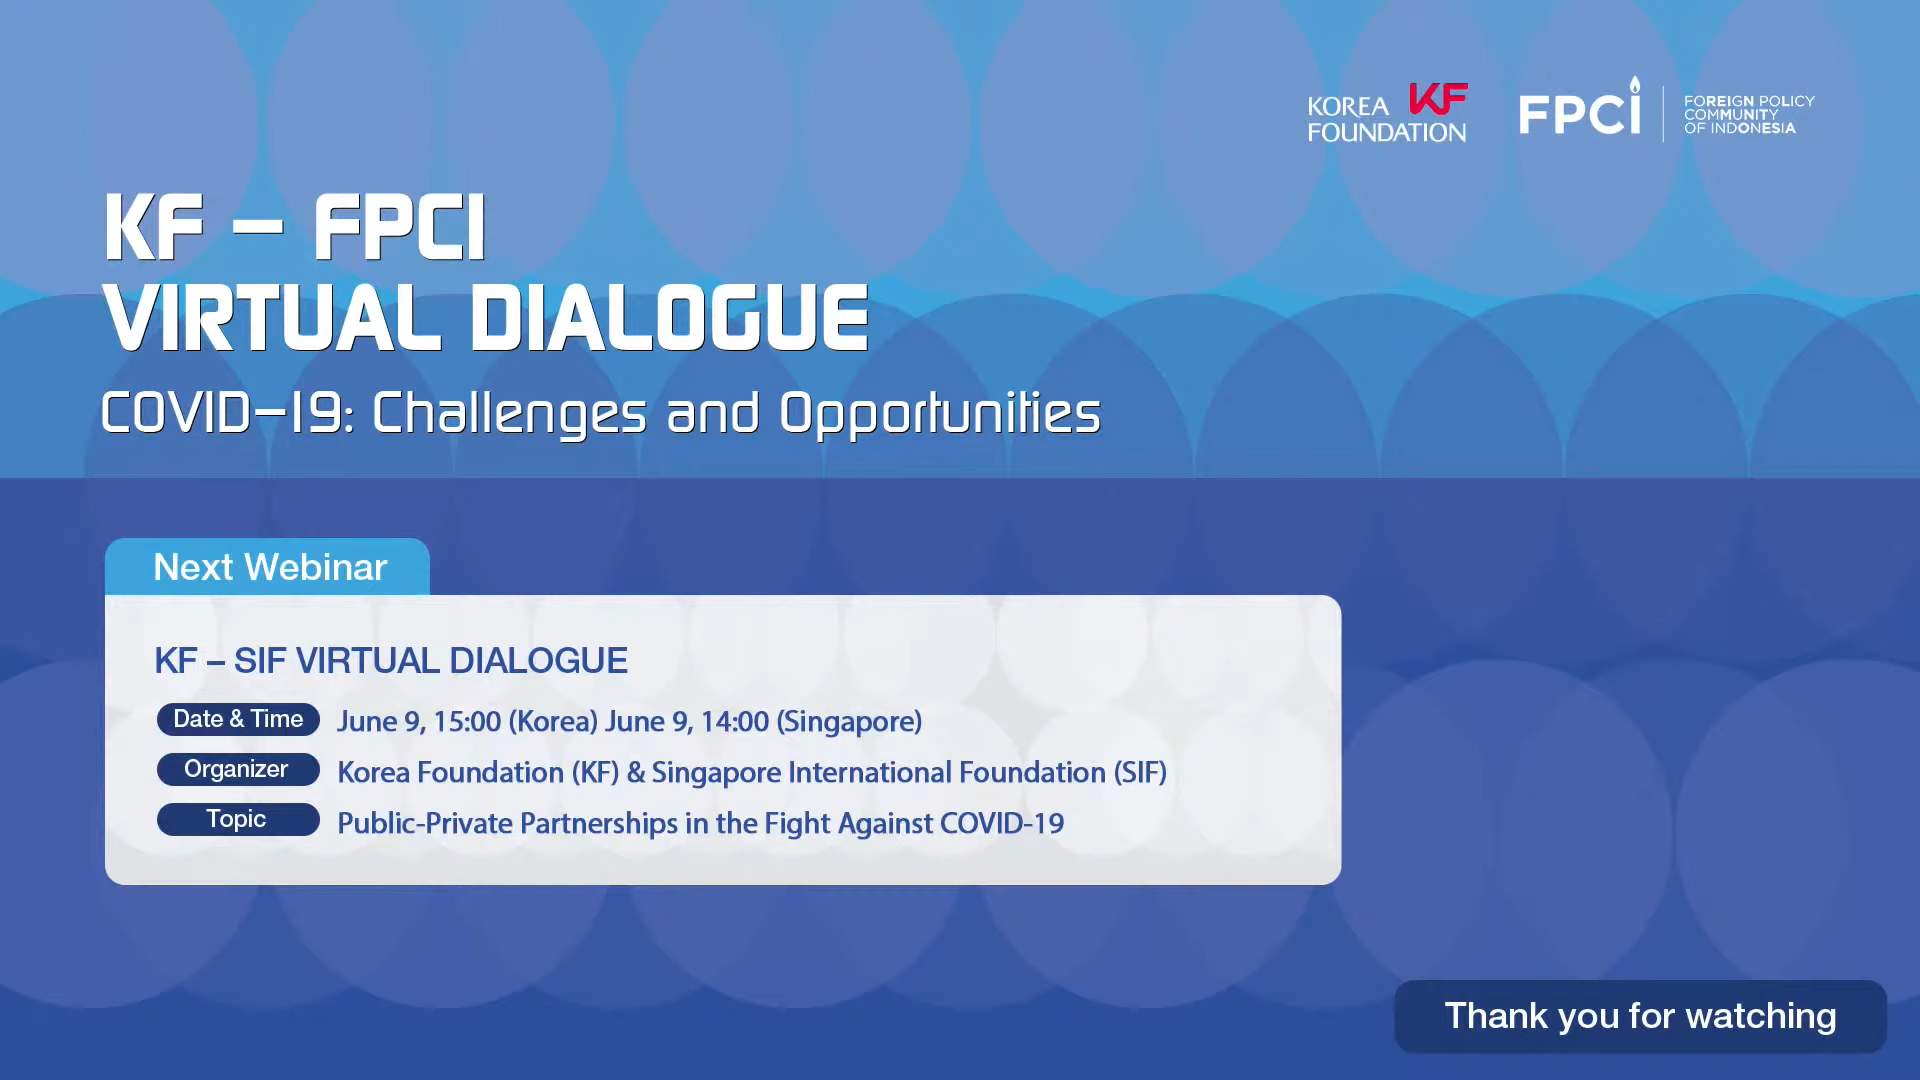 KOREA KF
FOUNDATION
FPCI
FOREIGN POLICY
COMMUNITY
OF INDONESIA
KF – FPCI
VIRTUAL DIALOGUE
COVID–19: Challenges and Opportunities
Next Webinar
KF – SIF VIRTUAL DIALOGUE
Date & Time June 9, 15:00 (Korea) June 9, 14:00 (Singapore)
Organizer Korea Foundation (KF) & Singapore International Foundation (SIF)
Topic Public-Private Partnerships in the Fight Against COVID-19
Thank you for watching